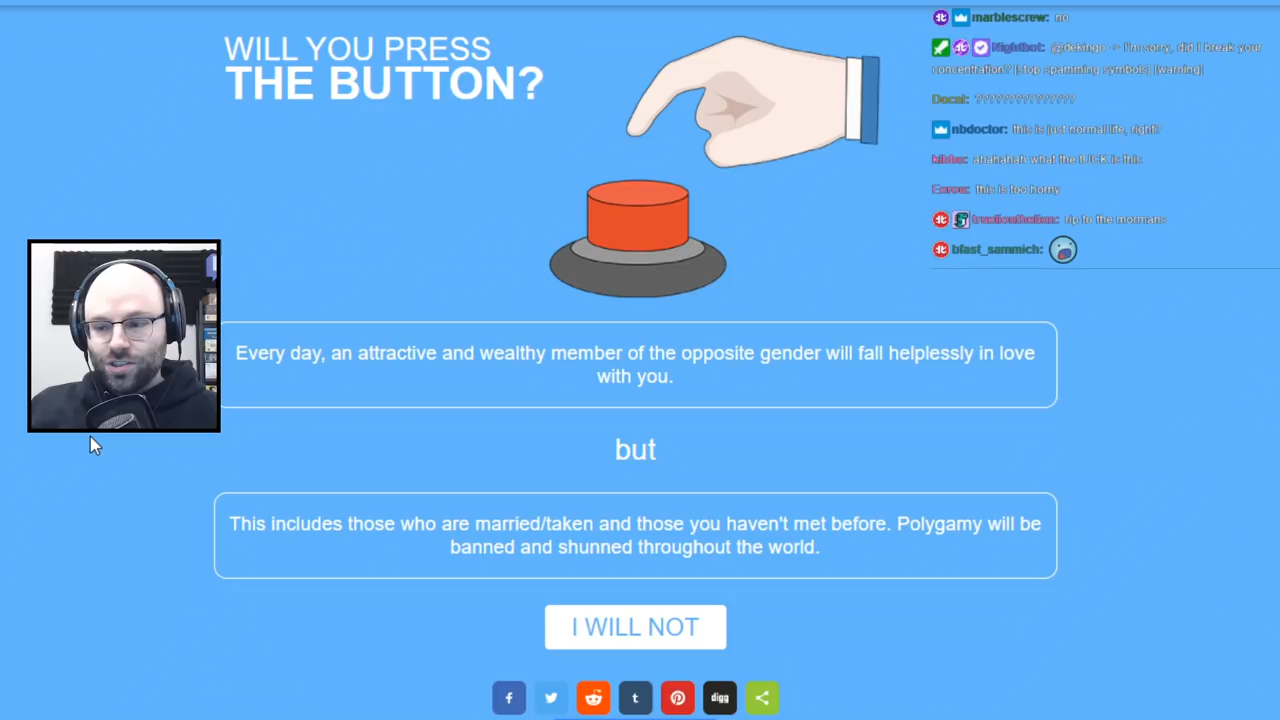 WILL YOU PRESS
THE BUTTON?
marblescrew: no
Nightbot: @dekingo -> I'm sorry, did I break your
concentration? [stop spamming symbols] [warning]
Docal: ???????????????
nbdoctor: this is just normal life, right?
ahahahah what the fUCK is this
this is too horny
rip to the mormans
bfast_sammich:
Every day, an attractive and wealthy member of the opposite gender will fall helplessly in love
with you.
but
This includes those who are married/taken and those you haven't met before. Polygamy will be
banned and shunned throughout the world.
I WILL NOT
f
t
digg